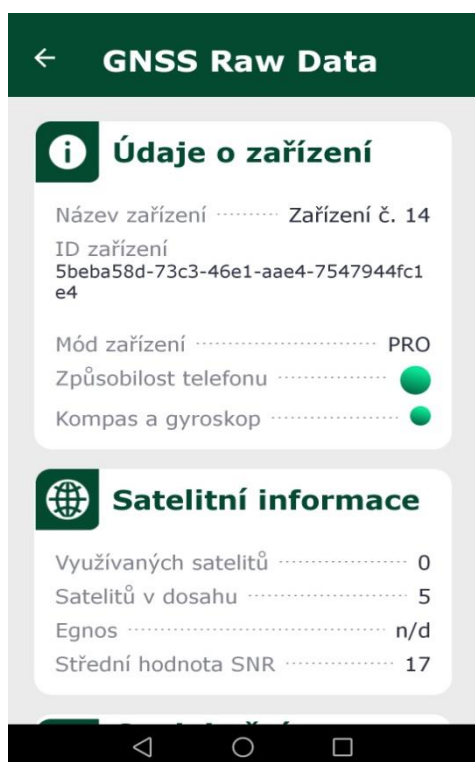 GNSS Raw Data
Údaje o zařízení
Název zařízení Zařízení č. 14
ID zařízení
5beba58d-73c3-46e1-aae4-7547944fc1
e4
Mód zařízení PRO
Způsobilost telefonu
Kompas a gyroskop
Satelitní informace
Využívaných satelitů 0
Satelitů v dosahu 5
Egnos n/d
Střední hodnota SNR 17